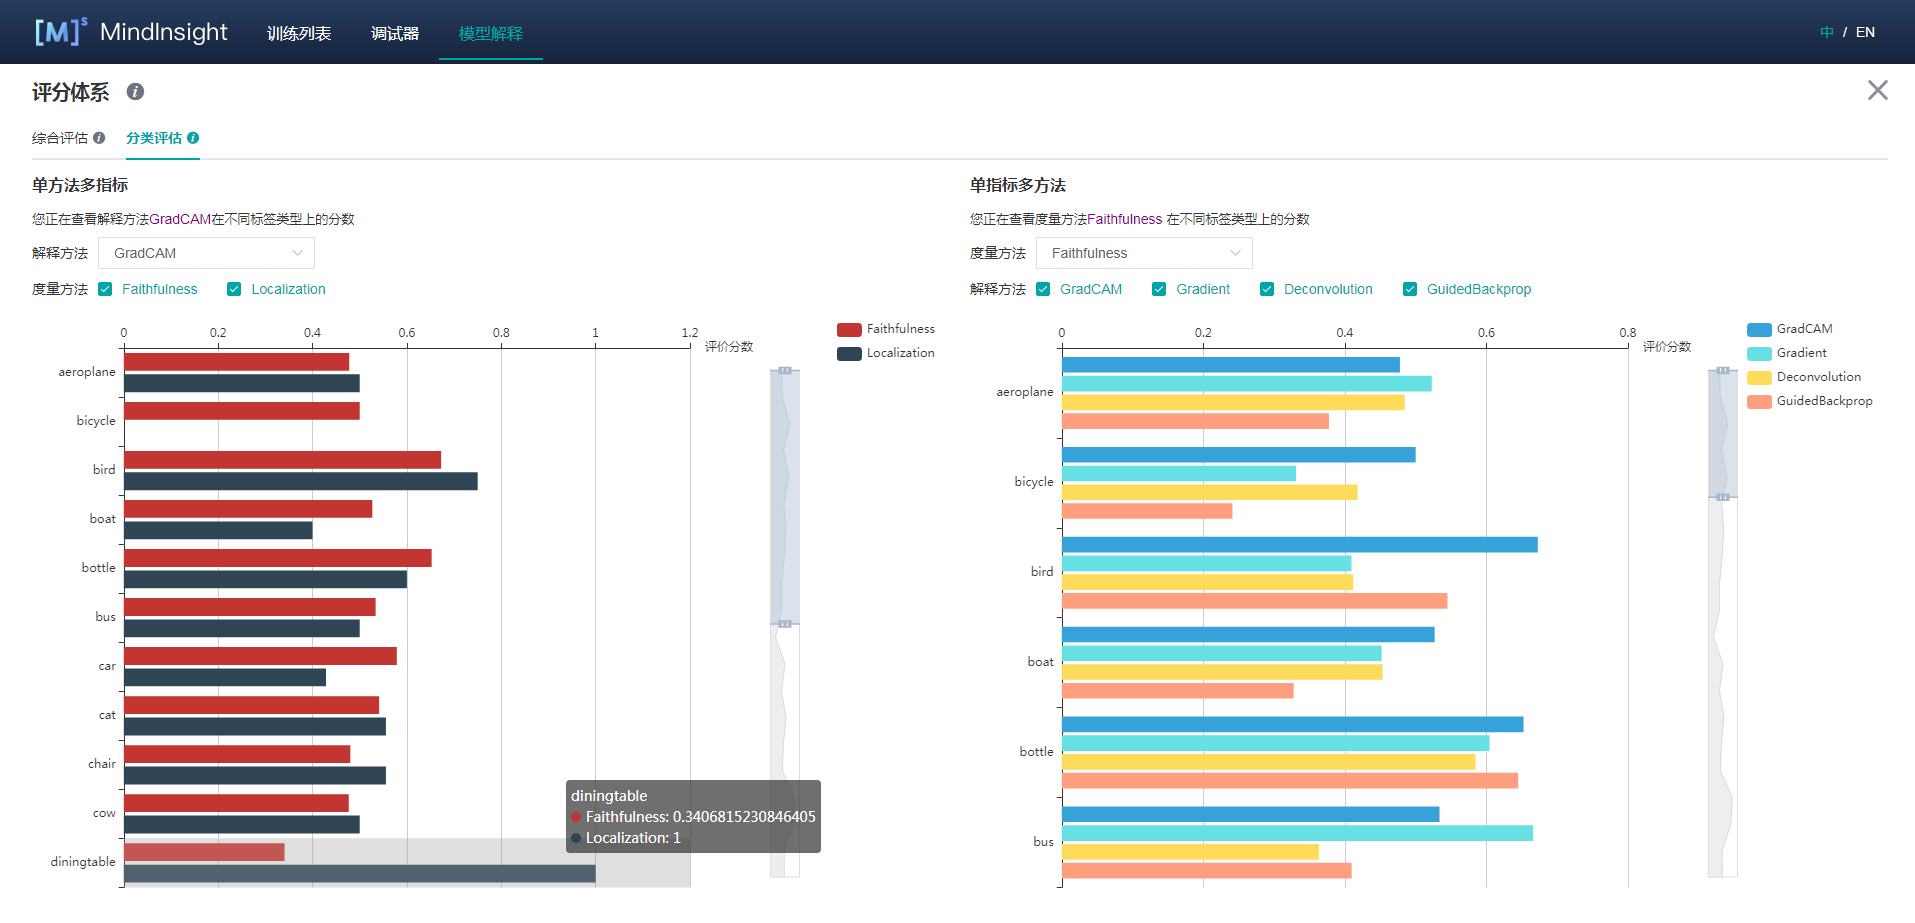 [M]s MindInsight 训练列表 调试器 模型解释 中 / EN
评分体系
综合评估 分类评估
单方法多指标
您正在查看解释方法GradCAM在不同标签类型上的分数
解释方法 GradCAM
度量方法 Faithfulness Localization
0 0.2 0.4 0.6 0.8 1 1.2
评价分数
Faithfulness
Localization
aeroplane
bicycle
bird
boat
bottle
bus
car
cat
chair
cow
diningtable
diningtable
Faithfulness: 0.3406815230846405
Localization: 1
单指标多方法
您正在查看度量方法Faithfulness 在不同标签类型上的分数
度量方法 Faithfulness
解释方法 GradCAM Gradient Deconvolution GuidedBackprop
0 0.2 0.4 0.6 0.8
评价分数
GradCAM
Gradient
Deconvolution
GuidedBackprop
aeroplane
bicycle
bird
boat
bottle
bus